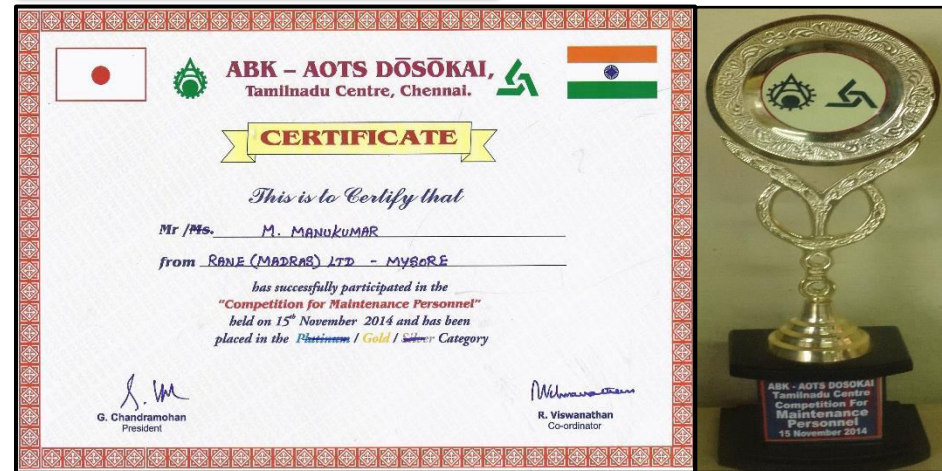 ABK – AOTS DŌSŌKAI,
Tamilnadu Centre, Chennai.
CERTIFICATE
This is to Certify that
Mr /Ms. M. MANUKUMAR
from RANE (MADRAS) LTD - MYSORE
has successfully participated in the
"Competition for Maintenance Personnel"
held on 15th November 2014 and has been
placed in the Platinum / Gold / Silver Category
G. Chandramohan
President
R. Viswanathan
Co-ordinator
ABK - AOTS DOSOKAI
Tamilnadu Centre
Competition For
Maintenance
Personnel
15 November 2014